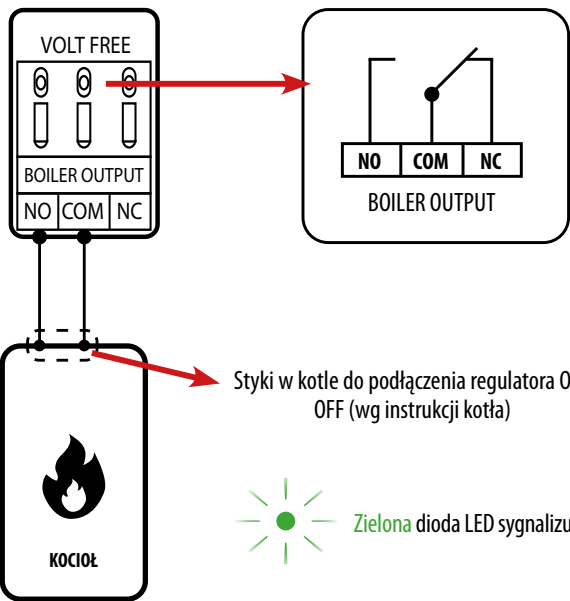 VOLT FREE
BOILER OUTPUT
NO COM NC
NO COM NC
BOILER OUTPUT
Styki w kotle do podłączenia regulatora
OFF (wg instrukcji kotła)
Zielona dioda LED
KOCIOŁ